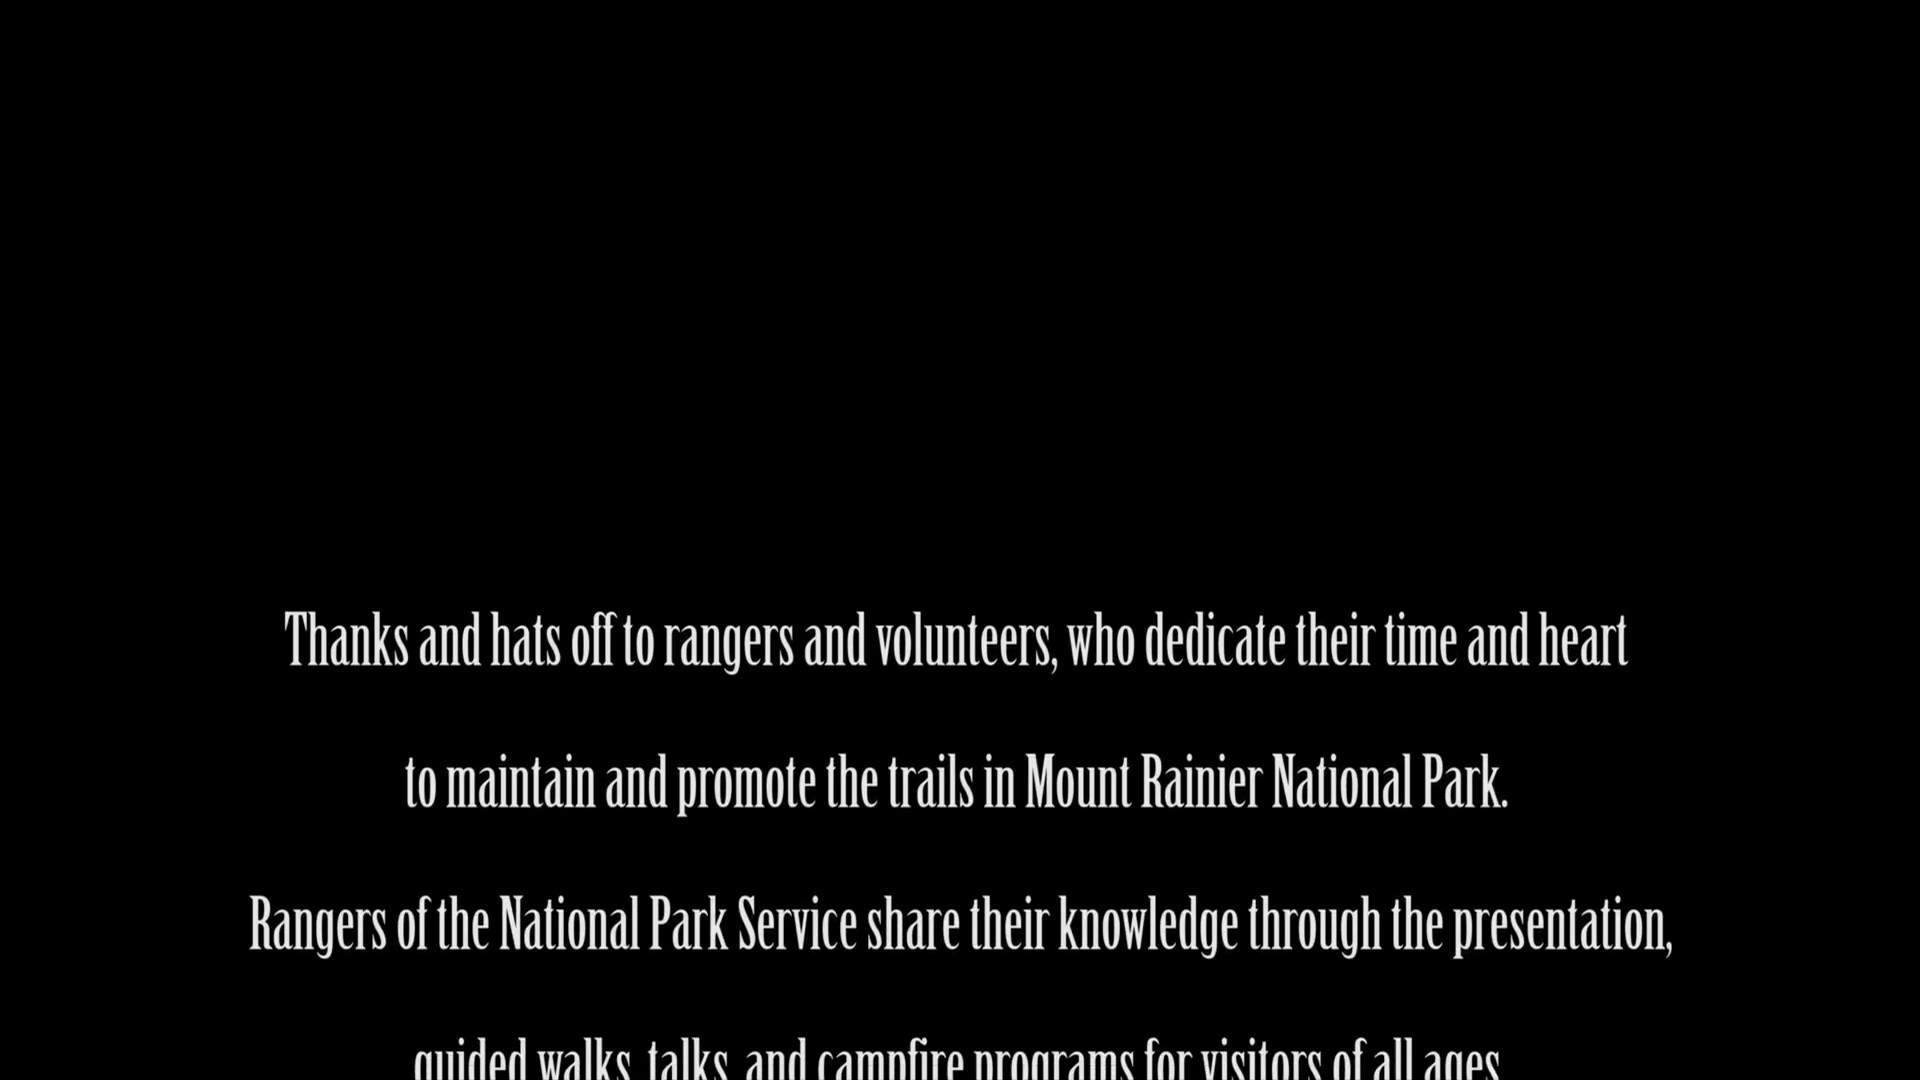 Thanks and hats off to rangers and volunteers, who dedicate their time and heart
to maintain and promote the trails in Mount Rainier National Park.
Rangers of the National Park Service share their knowledge through the presentation,
guided walks, talks, and campfire programs for visitors of all ages